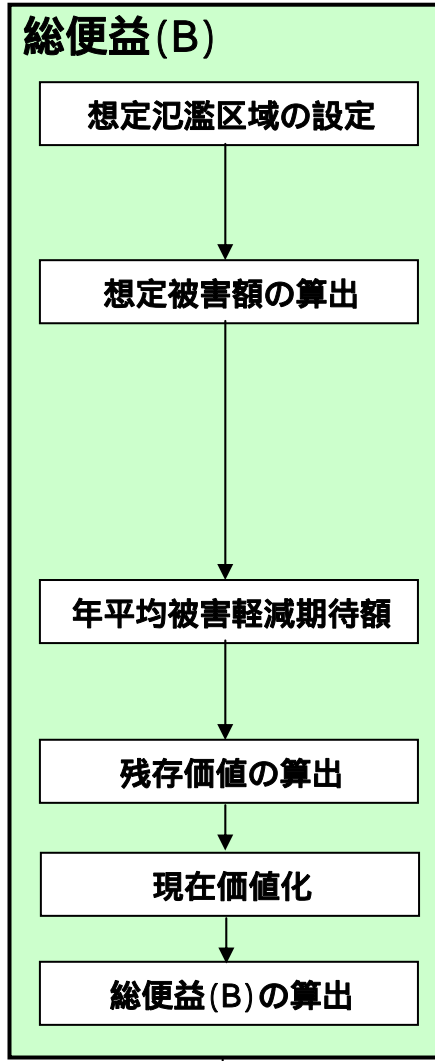 総便益(B)
想定氾濫区域の設定
想定被害額の算出
年平均被害軽減期待額
残存価値の算出
現在価値化
総便益(B)の算出